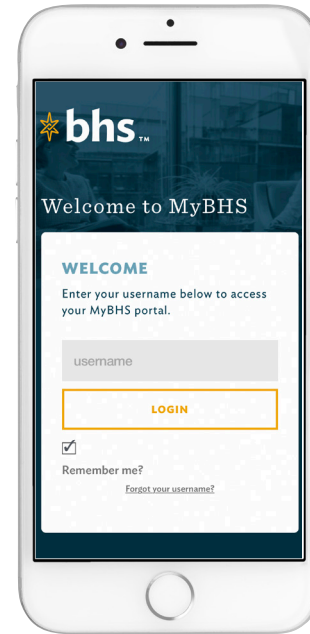 bhs™
Welcome to MyBHS
WELCOME
Enter your username below to access
your MyBHS portal.
username
LOGIN
Remember me?
Forgot your username?